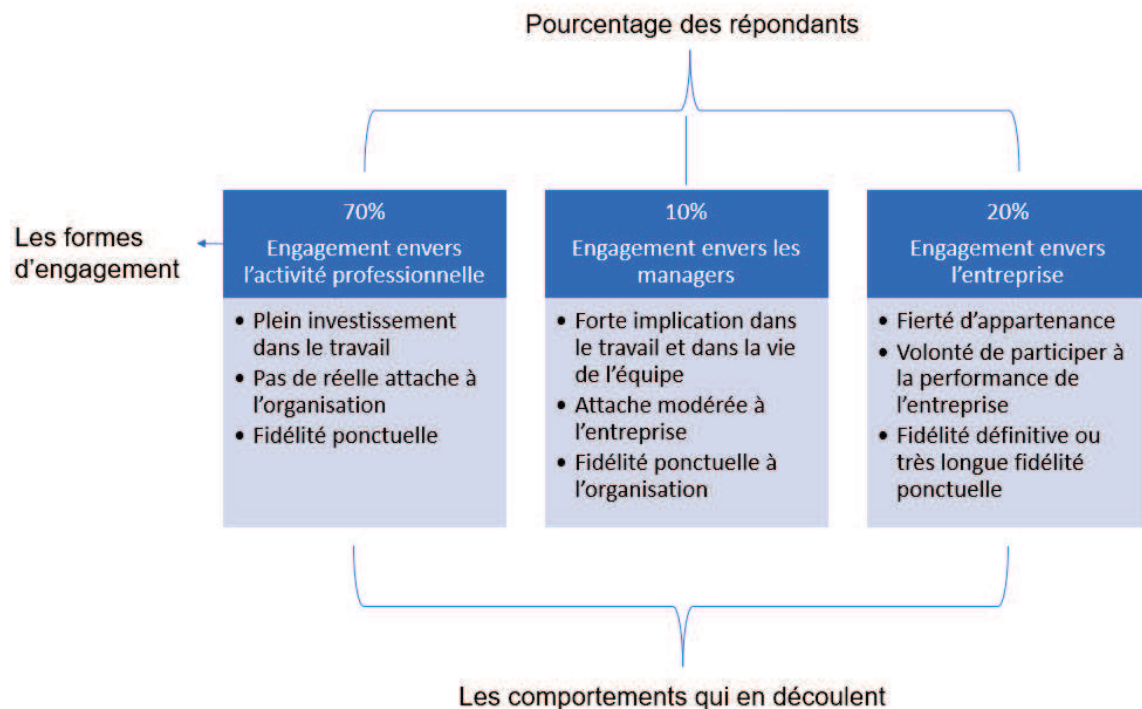 Pourcentage des répondants
Les formes
d'engagement
70%
Engagement envers
l'activité professionnelle
• Plein investissement
dans le travail
• Pas de réelle attache à
l'organisation
• Fidélité ponctuelle
10%
Engagement envers les
managers
• Forte implication dans
le travail et dans la vie
de l'équipe
• Attache modérée à
l'entreprise
• Fidélité ponctuelle à
l'organisation
20%
Engagement envers
l'entreprise
• Fierté d'appartenance
• Volonté de participer à
la performance de
l'entreprise
• Fidélité définitive ou
très longue fidélité
ponctuelle
Les comportements qui en découlent